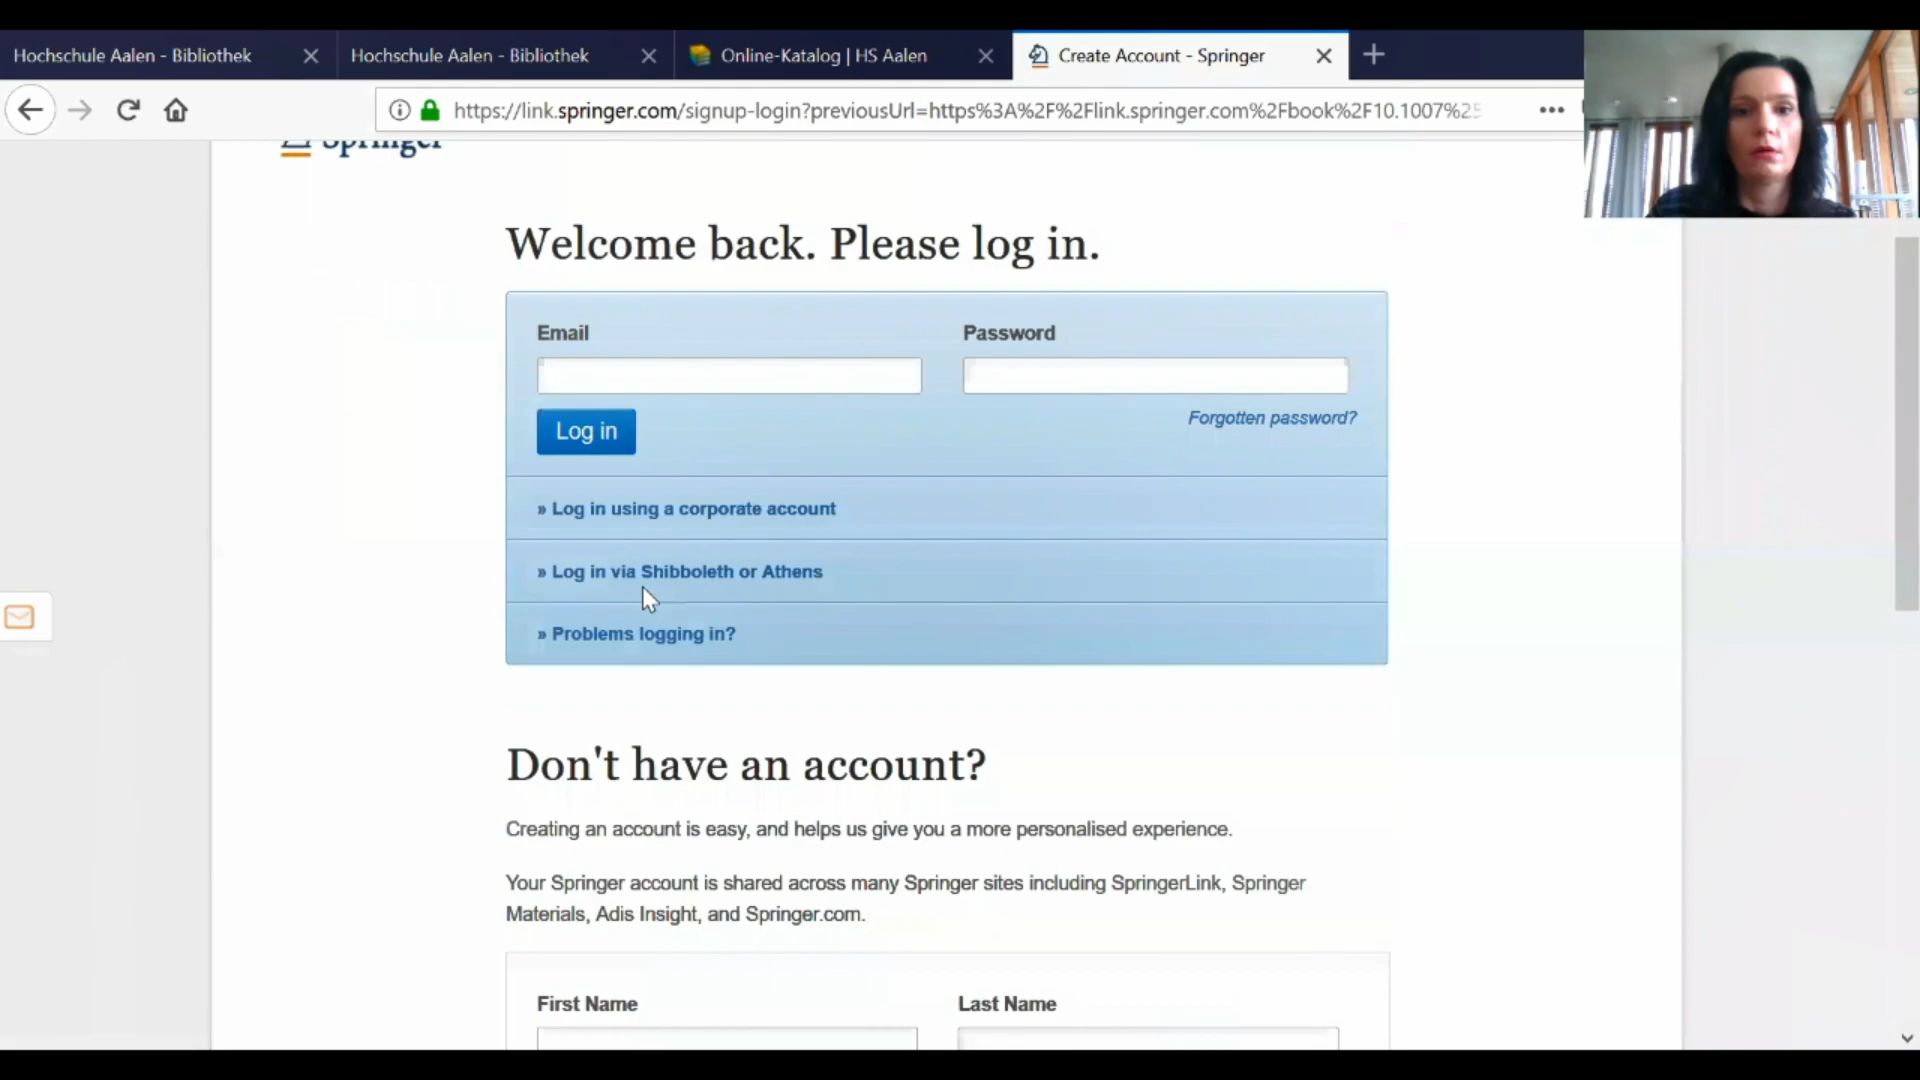 Hochschule Aalen - Bibliothek
Hochschule Aalen - Bibliothek
Online-Katalog | HS Aalen
Create Account - Springer
https://link.springer.com/signup-login?previousUrl=https%3A%2F%2Flink.springer.com%2Fbook%2F10.1007%25
Springer
Welcome back. Please log in.
Email
Password
Log in
Forgotten password?
» Log in using a corporate account
» Log in via Shibboleth or Athens
» Problems logging in?
Don't have an account?
Creating an account is easy, and helps us give you a more personalised experience.
Your Springer account is shared across many Springer sites including SpringerLink, Springer
Materials, Adis Insight, and Springer.com.
First Name
Last Name